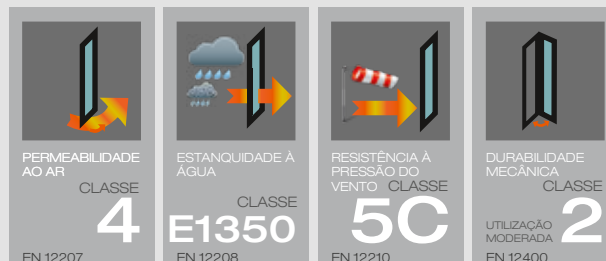 PERMEABILIDADE
AO AR
CLASSE
4
EN 12207
ESTANQUIDADE À
ÁGUA
CLASSE
E1350
EN 12208
RESISTÊNCIA À
PRESSÃO DO
VENTO CLASSE
5C
EN 12210
DURABILIDADE
MECÂNICA
CLASSE
UTILIZAÇÃO
MODERADA 2
EN 12400